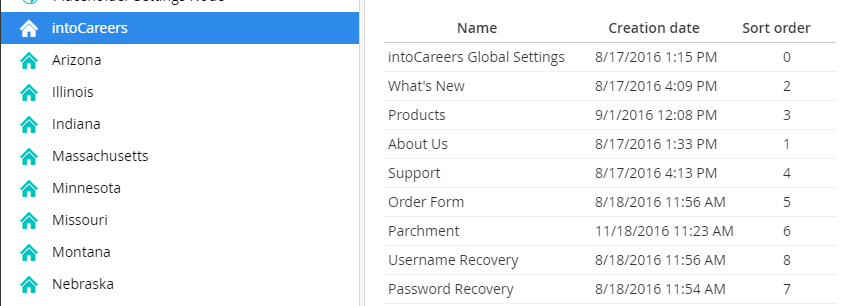 Placeholder Settings Node
intoCareers
Arizona
Illinois
Indiana
Massachusetts
Minnesota
Missouri
Montana
Nebraska
Name Creation date Sort order
intoCareers Global Settings 8/17/2016 1:15 PM 0
What's New 8/17/2016 4:09 PM 2
Products 9/1/2016 12:08 PM 3
About Us 8/17/2016 1:33 PM 1
Support 8/17/2016 4:13 PM 4
Order Form 8/18/2016 11:56 AM 5
Parchment 11/18/2016 11:23 AM 6
Username Recovery 8/18/2016 11:56 AM 8
Password Recovery 8/18/2016 11:54 AM 7